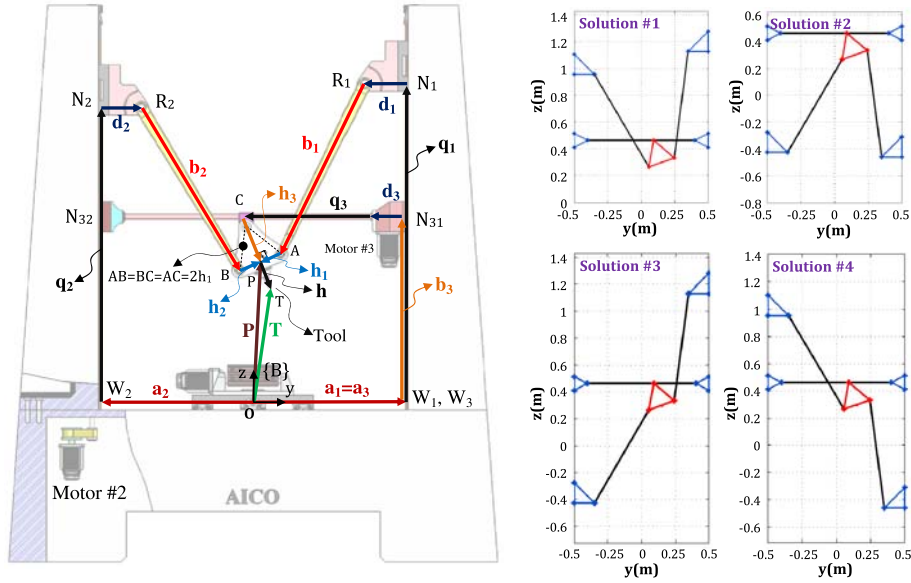 N₂
R₂
d₂
R₁
N₁
d₁
b₂
b₁
q₁
C
h₃
q₃
d₃
N₃₂
N₃₁
Motor #3
A
B
P
h₁
AB=BC=AC=2h₁
h₂
h
T
q₂
b₃
P
T
Tool
z
{B}
W₂
a₂
y
a₁=a₃
W₁, W₃
O
Motor #2
AICO
Solution #1
z(m)
1.4
1.2
1
0.8
0.6
0.4
0.2
0
-0.5
-0.25
0
0.25
0.5
y(m)
Solution #2
z(m)
0.6
0.4
0.2
0
0.2
0.4
0.6
0.8
-0.5
-0.25
0
0.25
0.5
y(m)
Solution #3
z(m)
1.4
1.2
1
0.8
0.6
0.4
0.2
0
-0.2
-0.4
-0.6
-0.5
-0.25
0
0.25
0.5
y(m)
Solution #4
z(m)
1.4
1.2
1
0.8
0.6
0.4
0.2
0
-0.2
-0.4
-0.6
-0.5
-0.25
0
0.25
0.5
y(m)